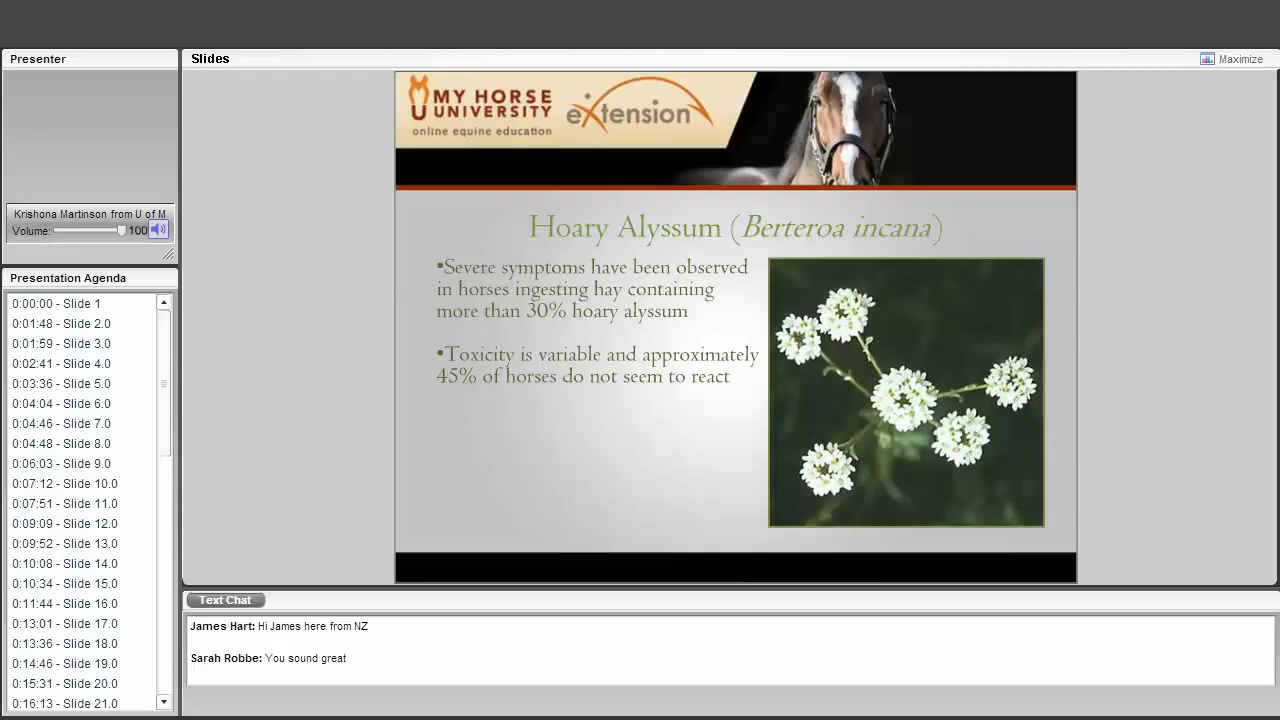 Presenter
Slides
Maximize
MY HORSE
UNIVERSITY
online equine education
eXtension
Krishona Martinson from U of M
Volume: 100
Presentation Agenda
0:00:00 - Slide 1
0:01:48 - Slide 2.0
0:01:59 - Slide 3.0
0:02:41 - Slide 4.0
0:03:36 - Slide 5.0
0:04:04 - Slide 6.0
0:04:46 - Slide 7.0
0:04:48 - Slide 8.0
0:06:03 - Slide 9.0
0:07:12 - Slide 10.0
0:07:51 - Slide 11.0
0:09:09 - Slide 12.0
0:09:52 - Slide 13.0
0:10:08 - Slide 14.0
0:10:34 - Slide 15.0
0:11:44 - Slide 16.0
0:13:01 - Slide 17.0
0:13:36 - Slide 18.0
0:14:46 - Slide 19.0
0:15:31 - Slide 20.0
0:16:13 - Slide 21.0
Hoary Alyssum (Berteroa incana)
•Severe symptoms have been observed
in horses ingesting hay containing
more than 30% hoary alyssum
•Toxicity is variable and approximately
45% of horses do not seem to react
Text Chat
James Hart: Hi James here from NZ
Sarah Robbe: You sound great